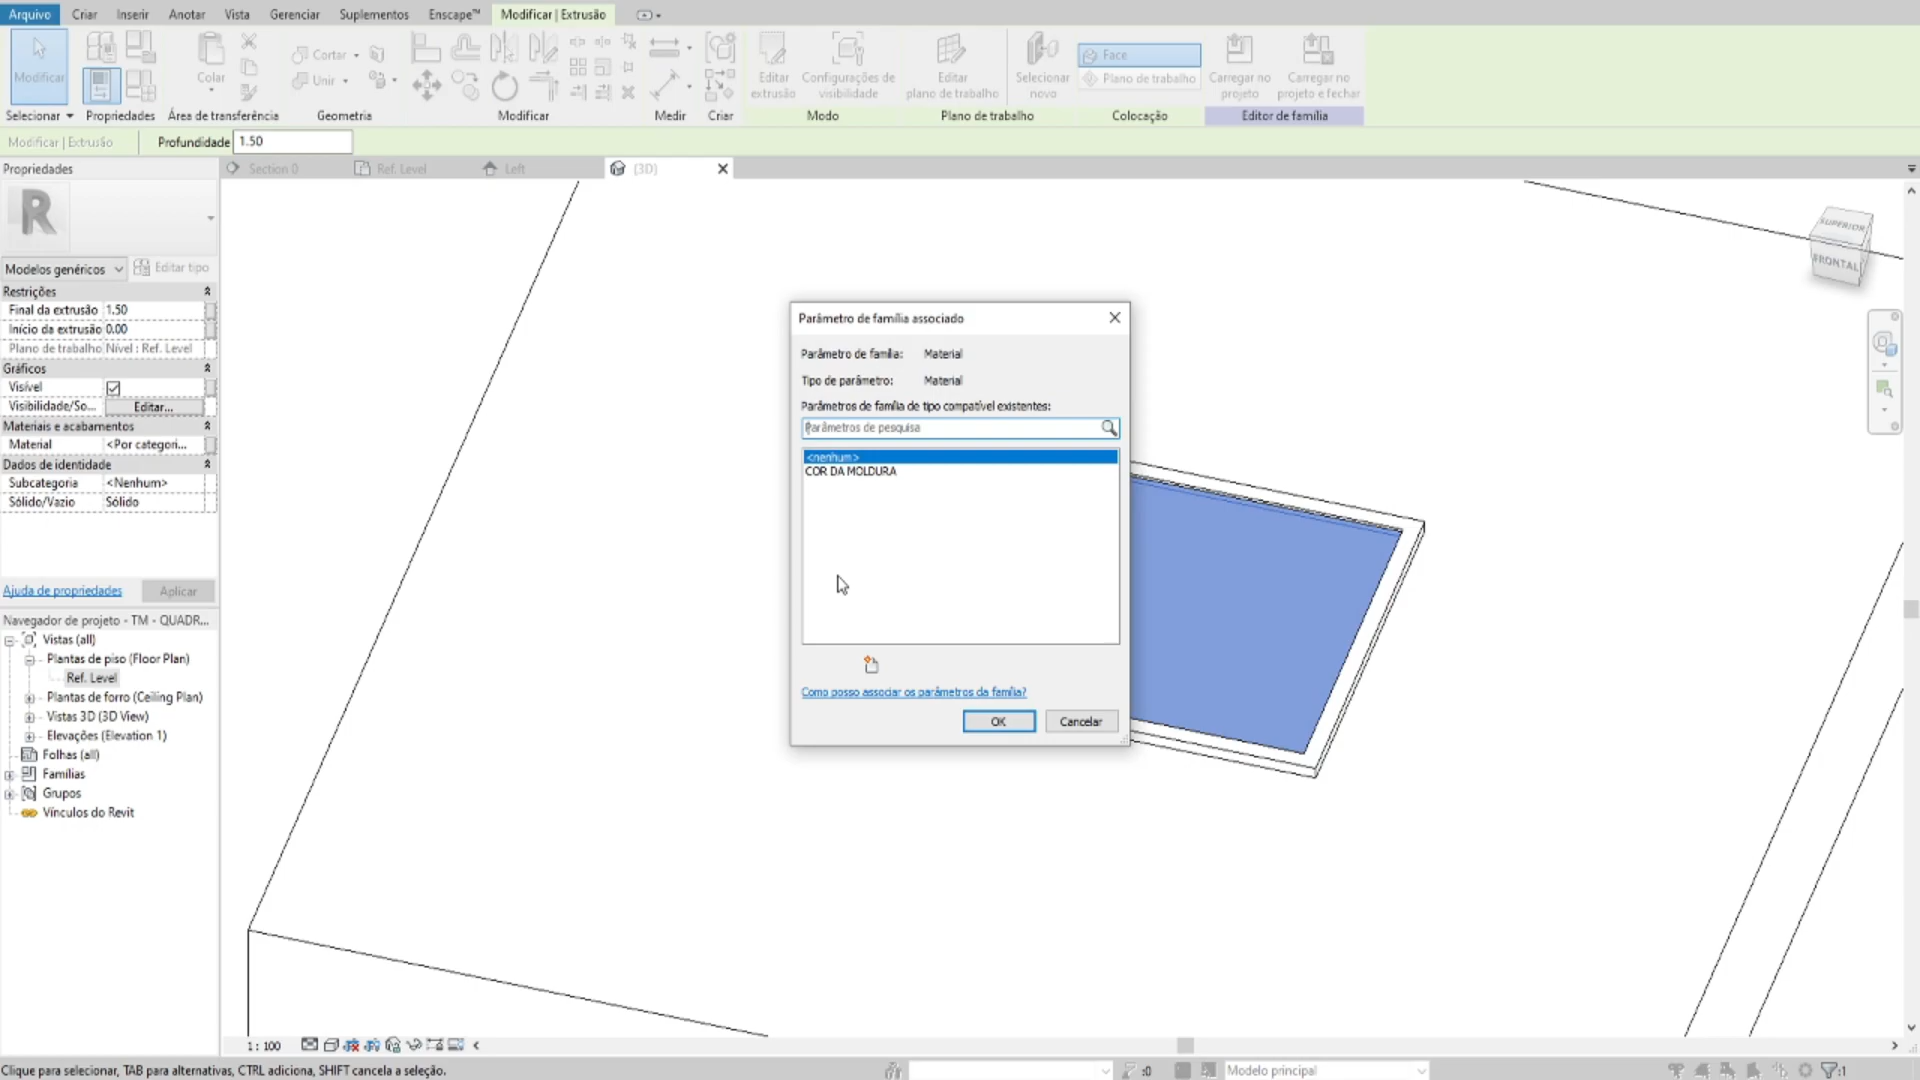 Arquivo Criar Inserir Anotar Vista Gerenciar Suplementos Enscape™ Modificar | Extrusão
Modificar
Colar
Cortar
Unir
Editar
extrusão
Configurações de
visibilidade
Editar
plano de trabalho
Selecionar
novo
Face
Plano de trabalho
Carregar no
projeto
Carregar no
projeto e fechar
Selecionar Propriedades Área de transferência Geometria Modificar Medir Criar Modo Plano de trabalho Colocação Editor de família
Modificar | Extrusão Profundidade 1.50
Propriedades
Section 0 Ref. Level Left (3D)
R
Modelos genéricos Editar tipo
Restrições
Final da extrusão 1.50
Início da extrusão 0.00
Plano de trabalho Nível : Ref. Level
Gráficos
Visível
Visibilidade/So... Editar...
Materiais e acabamentos
Material <Por categori...
Dados de identidade
Subcategoria <Nenhum>
Sólido/Vazio Sólido
Ajuda de propriedades Aplicar
Navegador de projeto - TM - QUADR...
Vistas (all)
Plantas de piso (Floor Plan)
Ref. Level
Plantas de forro (Ceiling Plan)
Vistas 3D (3D View)
Elevações (Elevation 1)
Folhas (all)
Famílias
Grupos
Vínculos do Revit
SUPERIOR
FRONTAL
Parâmetro de família associado
Parâmetro de família: Material
Tipo de parâmetro: Material
Parâmetros de família de tipo compatível existentes:
Parâmetros de pesquisa
<nenhum>
COR DA MOLDURA
Como posso associar os parâmetros da família?
OK Cancelar
1 : 100
Clique para selecionar, TAB para alternativas, CTRL adiciona, SHIFT cancela a seleção.
:0 Modelo principal :1